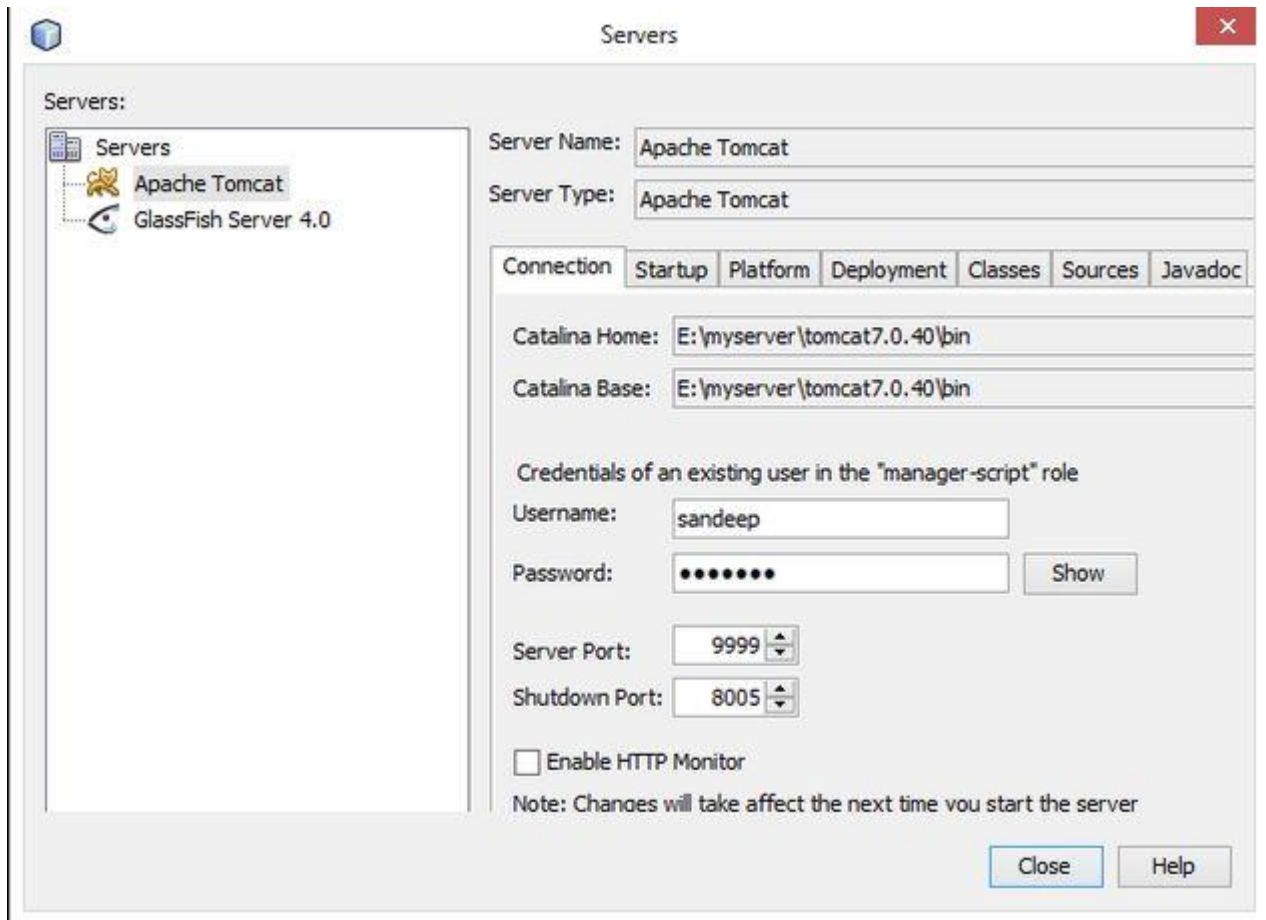 Servers
Servers:
Servers
Apache Tomcat
GlassFish Server 4.0
Server Name: Apache Tomcat
Server Type: Apache Tomcat
Connection Startup Platform Deployment Classes Sources Javadoc
Catalina Home: E:\myserver\tomcat7.0.40\bin
Catalina Base: E:\myserver\tomcat7.0.40\bin
Credentials of an existing user in the "manager-script" role
Username: sandeep
Password: ●●●●●●● Show
Server Port: 9999
Shutdown Port: 8005
Enable HTTP Monitor
Note: Changes will take affect the next time you start the server
Close Help